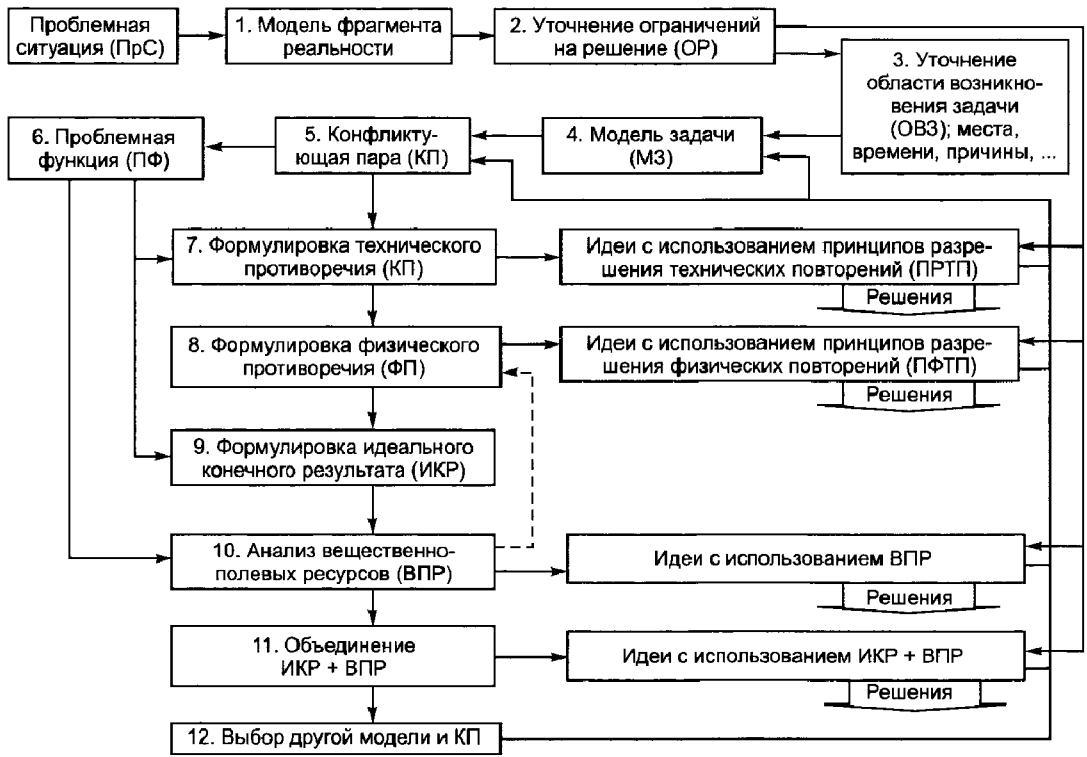 Проблемная
ситуация (ПрС)
1. Модель фрагмента
реальности
2. Уточнение ограничений
на решение (ОР)
3. Уточнение
области возникно-
вения задачи
(ОВЗ); места,
времени, причины, ...
4. Модель задачи
(МЗ)
5. Конфликту-
ющая пара (КП)
6. Проблемная
функция (ПФ)
7. Формулировка технического
противоречия (КП)
Идеи с использованием принципов разре-
шения технических повторений (ПРТП)
Решения
8. Формулировка физического
противоречия (ФП)
Идеи с использованием принципов разре-
шения физических повторений (ПФТП)
Решения
9. Формулировка идеального
конечного результата (ИКР)
10. Анализ вещественно-
полевых ресурсов (ВПР)
Идеи с использованием ВПР
Решения
11. Объединение
ИКР + ВПР
Идеи с использованием ИКР + ВПР
Решения
12. Выбор другой модели и КП